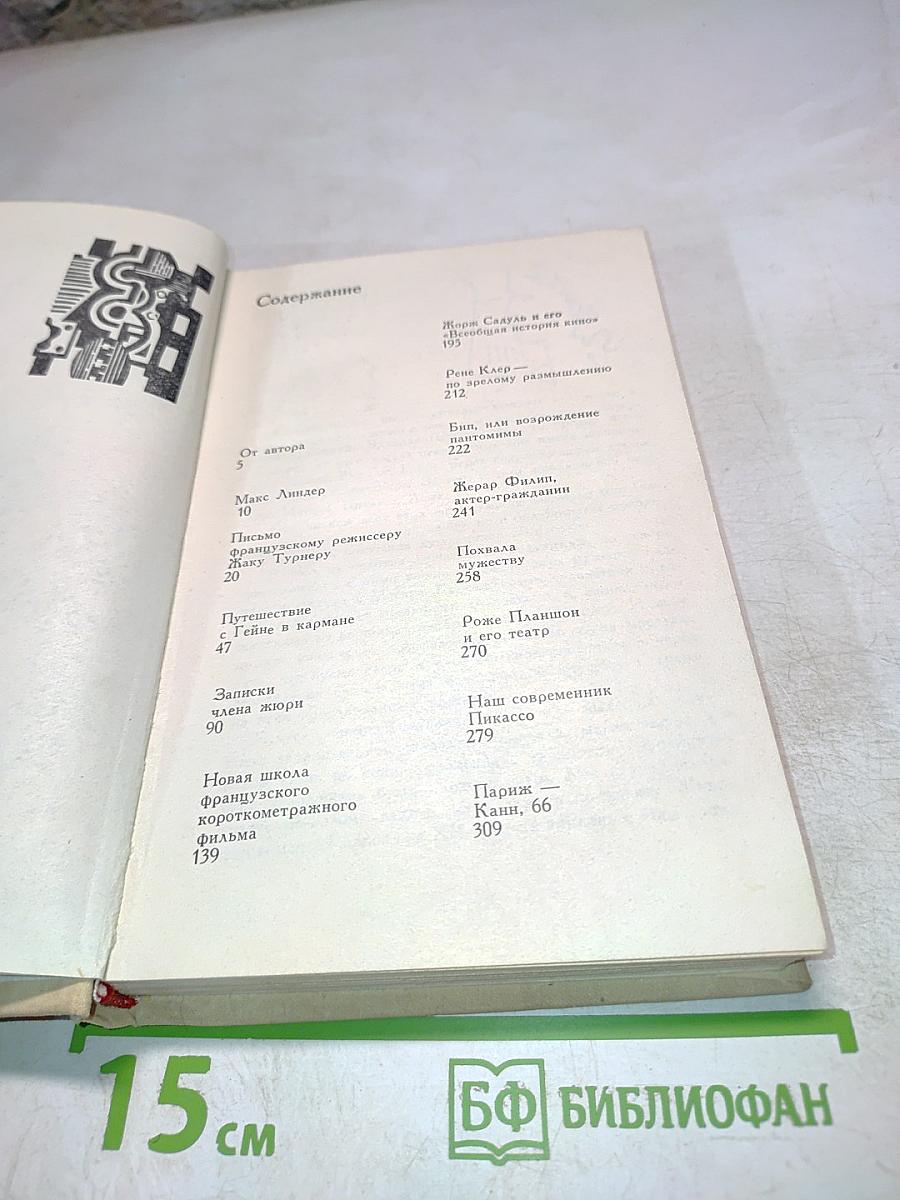 Содержание
От автора
5
Макс Линдер
10
Письмо
французскому режиссеру
Жаку Турнеру
20
Путешествие
с Гейне в кармане
47
Записки
члена жюри
90
Новая школа
французского
короткометражного
фильма
139
Жорж Садуль и его
«Всеобщая история кино»
195
Рене Клер —
по зрелому размышлению
212
Бип, или возрождение
пантомимы
222
Жерар Филип,
актер-гражданин
241
Похвала
мужеству
258
Роже Планшон
и его театр
270
Наш современник
Пикассо
279
Париж —
Канн, 66
309
15 см
БФ БИБЛИОФАН